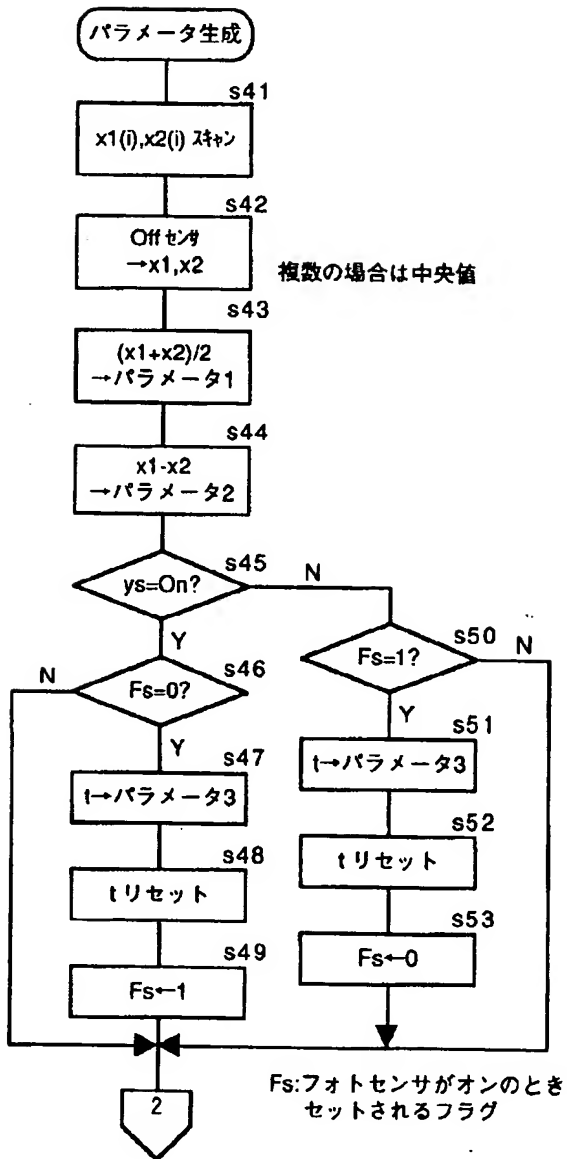 パラメータ生成
s41
x1(i),x2(i) スキャン
s42
Off センサ
→x1,x2
複数の場合は中央値
s43
(x1+x2)/2
→パラメータ1
s44
x1-x2
→パラメータ2
s45
ys=On?
N
Y
s46
Fs=0?
N
Y
s47
t→パラメータ3
s48
t リセット
s49
Fs←1
s50
Fs=1?
N
Y
s51
t→パラメータ3
s52
t リセット
s53
Fs←0
2
Fs:フォトセンサがオンのとき
セットされるフラグ